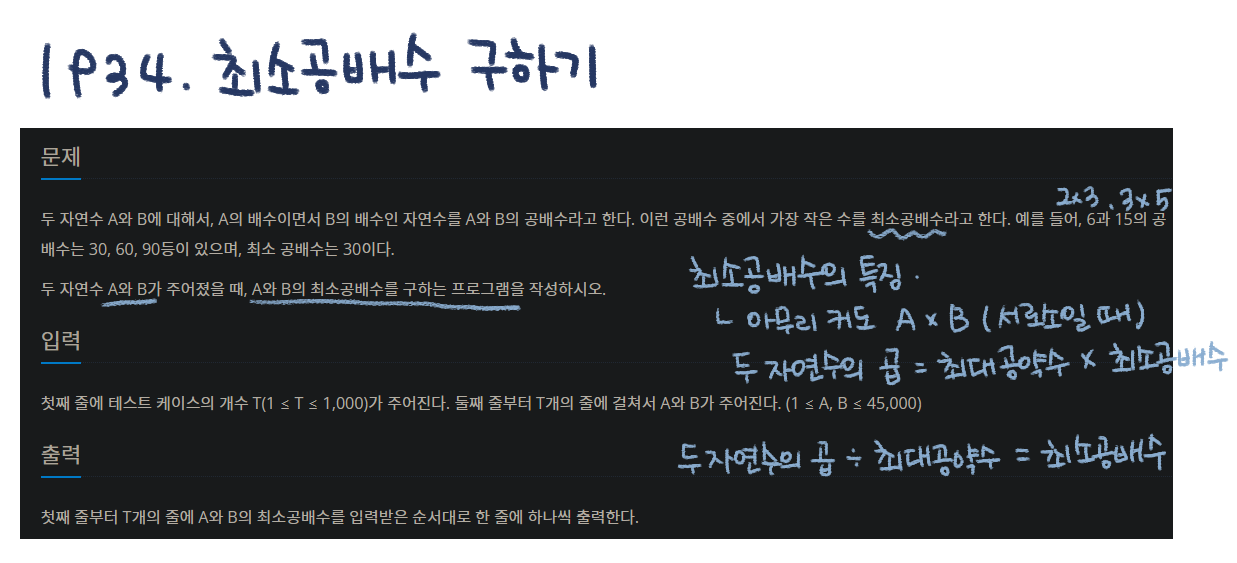 1934. 최소공배수 구하기
문제
2x3. 3x5
두 자연수 A와 B에 대해서, A의 배수이면서 B의 배수인 자연수를 A와 B의 공배수라고 한다. 이런 공배수 중에서 가장 작은 수를 최소공배수라고 한다. 예를 들어, 6과 15의 공
배수는 30, 60, 90등이 있으며, 최소 공배수는 30이다.
최소공배수의 특징.
두 자연수 A와 B가 주어졌을 때, A와 B의 최소공배수를 구하는 프로그램을 작성하시오.
ㄴ 아무리 커도 A x B (서로소일 때)
입력
두 자연수의 곱 = 최대공약수 x 최소공배수
첫째 줄에 테스트 케이스의 개수 T(1 ≤ T ≤ 1,000)가 주어진다. 둘째 줄부터 T개의 줄에 걸쳐서 A와 B가 주어진다. (1 ≤ A, B ≤ 45,000)
출력
두 자연수의 곱 ÷ 최대공약수 = 최소공배수
첫째 줄부터 T개의 줄에 A와 B의 최소공배수를 입력받은 순서대로 한 줄에 하나씩 출력한다.